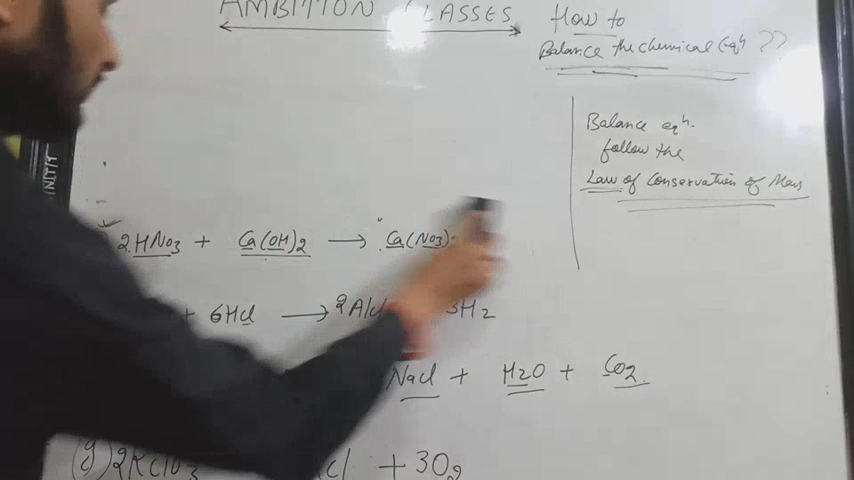 AMBITION CLASSES
How to
Balance the chemical Eqn ??
Balance eqn.
follow the
Law of Conservation of Mass
2HNO3 + Ca(OH)2 → Ca(NO3)
+ 6HCl → 2AlCl 3H2
NaCl + H2O + CO2
(g) 2KClO3 Cl + 3O2